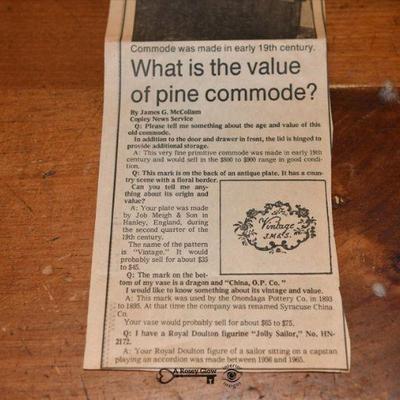 Commode was made in early 19th century.
What is the value
of pine commode?
By James G. McCollam
Copley News Service
Q: Please tell me something about the age and value of this
old commode.
In addition to the door and drawer in front, the lid is hinged to
provide additional storage.
A: This very fine primitive commode was made in early 19th
century and would sell in the $800 to $900 range in good condi-
tion.
Q: This mark is on the back of an antique plate. It has a coun-
try scene with a floral border.
Can you tell me any-
thing about its origin and
value?
A: Your plate was made
by Job Meigh & Son in
Hanley, England, during
the second quarter of the
19th century.
The name of the pattern
is "Vintage." It would
probably sell for about $35
to $45.
Vintage
J.M.&S.
Q: The mark on the bot-
tom of my vase is a dragon and "China, O.P. Co."
I would like to know something about its vintage and value.
A: This mark was used by the Onondaga Pottery Co. in 1893
to 1895. At that time the company was renamed Syracuse China
Co.
Your vase would probably sell for about $65 to $75.
Q: I have a Royal Doulton figurine "Jolly Sailor," No. HN-
2172.
A: Your Royal Doulton figure of a sailor sitting on a capstan
playing an accordion was made between 1956 and 1965.
A Rosey Glow